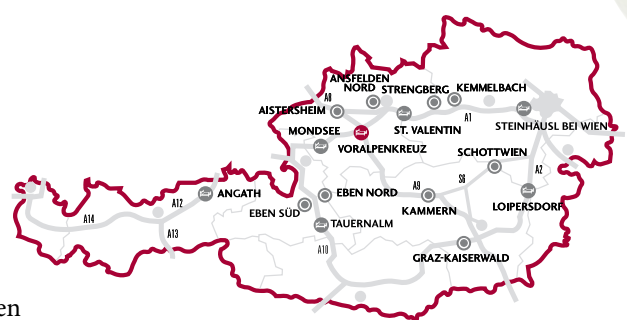 ANSFELDEN
NORD
STRENGBERG
KEMMELBACH
AISTERSHEIM
A8
A1
MONDSEE
ST. VALENTIN
STEINHÄUSL BEI WIEN
VORALPENKREUZ
SCHOTTWIEN
A2
ANGATH
A12
EBEN NORD
A9
S6
KAMMERN
LOIPERSDORF
EBEN SÜD
TAUERNALM
A14
A13
A10
GRAZ-KAISERWALD
en